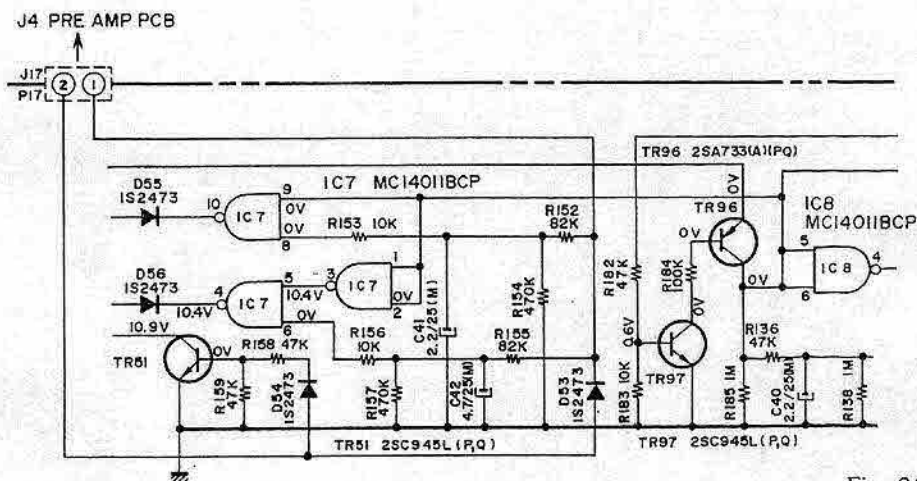 J4 PRE AMP PCB
J17
P17
2
1
TR96 2SA733(A)(PQ)
D55
1S2473
10
IC7
9
0V
0V
8
IC7 MC14011BCP
R153 10K
R152
82K
0V
TR96
0V
IC8
MC14011BCP
5
6
IC8
4
D56
1S2473
4
10.4V
IC7
5
10.4V
0V
6
3
IC7
1
0V
2
C41
2.2/25(M)
R154
470K
R182
47K
R184
100K
0V
0V
10.9V
TR51
0V
R158 47K
R156
10K
R155
82K
0.6V
TR97
R136
47K
R159
47K
D54
1S2473
R157
470K
C42
4.7/25(M)
D53
1S2473
R183 10K
R185 1M
C40
2.2/25(M)
R138 1M
TR51 2SC945L(P,Q)
TR97 2SC945L(P,Q)